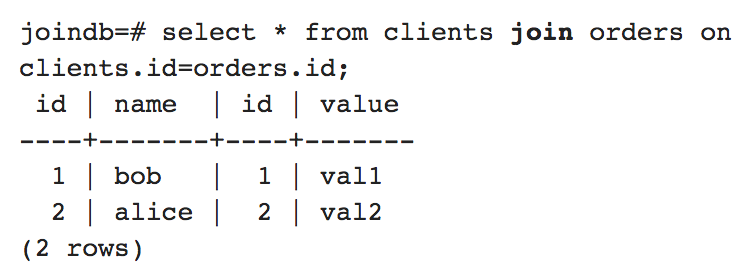 joindb=# select * from clients join orders on
clients.id=orders.id;
 id | name  | id | value
----+-------+----+-------
  1 | bob   |  1 | val1
  2 | alice |  2 | val2
(2 rows)